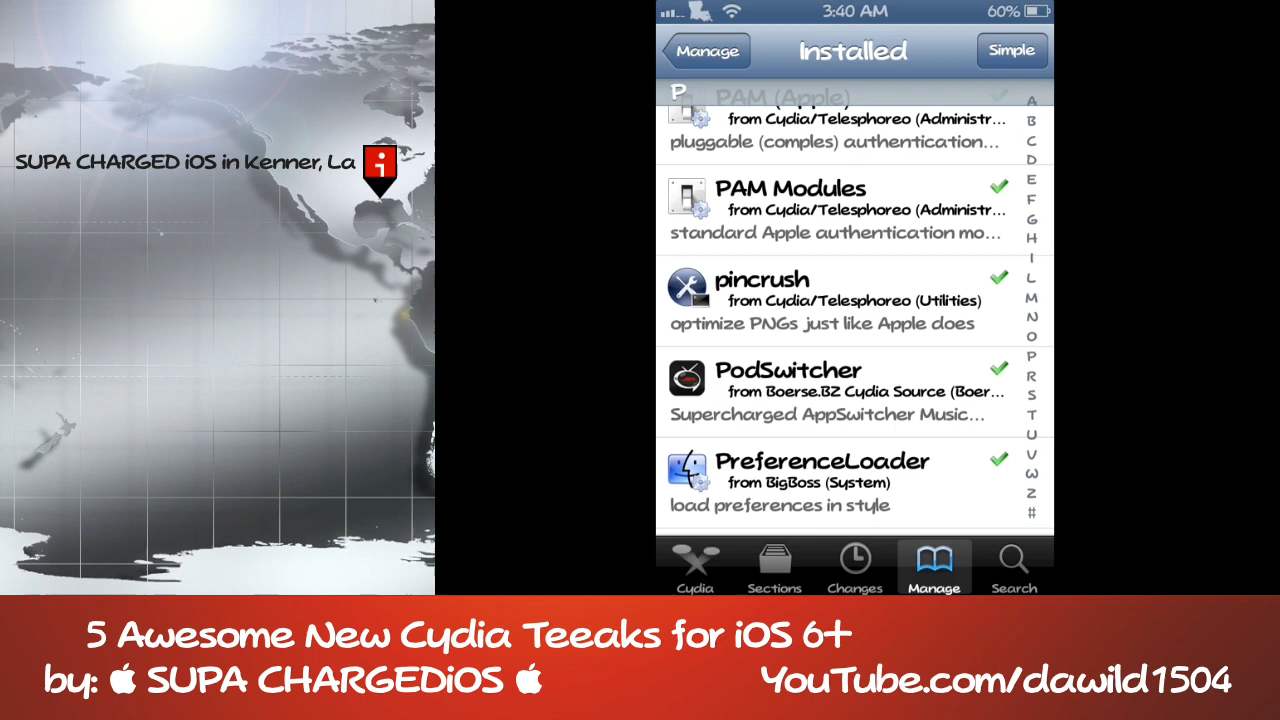 SUPA CHARGED iOS in Kenner, La
3:40 AM
60%
Manage
Installed
Simple
P
PAM (Apple)
from Cydia/Telesphoreo (Administr...
pluggable (comples) authentication...
PAM Modules
from Cydia/Telesphoreo (Administr...
standard Apple authentication mo...
pincrush
from Cydia/Telesphoreo (Utilities)
optimize PNGs just like Apple does
PodSwitcher
from Boerse.BZ Cydia Source (Boer...
Supercharged AppSwitcher Music...
PreferenceLoader
from BigBoss (System)
load preferences in style
A
B
C
D
E
F
G
H
I
L
M
N
O
P
R
S
T
U
V
W
Z
#
Cydia
Sections
Changes
Manage
Search
5 Awesome New Cydia Teeaks for iOS 6+
by: SUPA CHARGEDiOS
YouTube.com/dawild1504